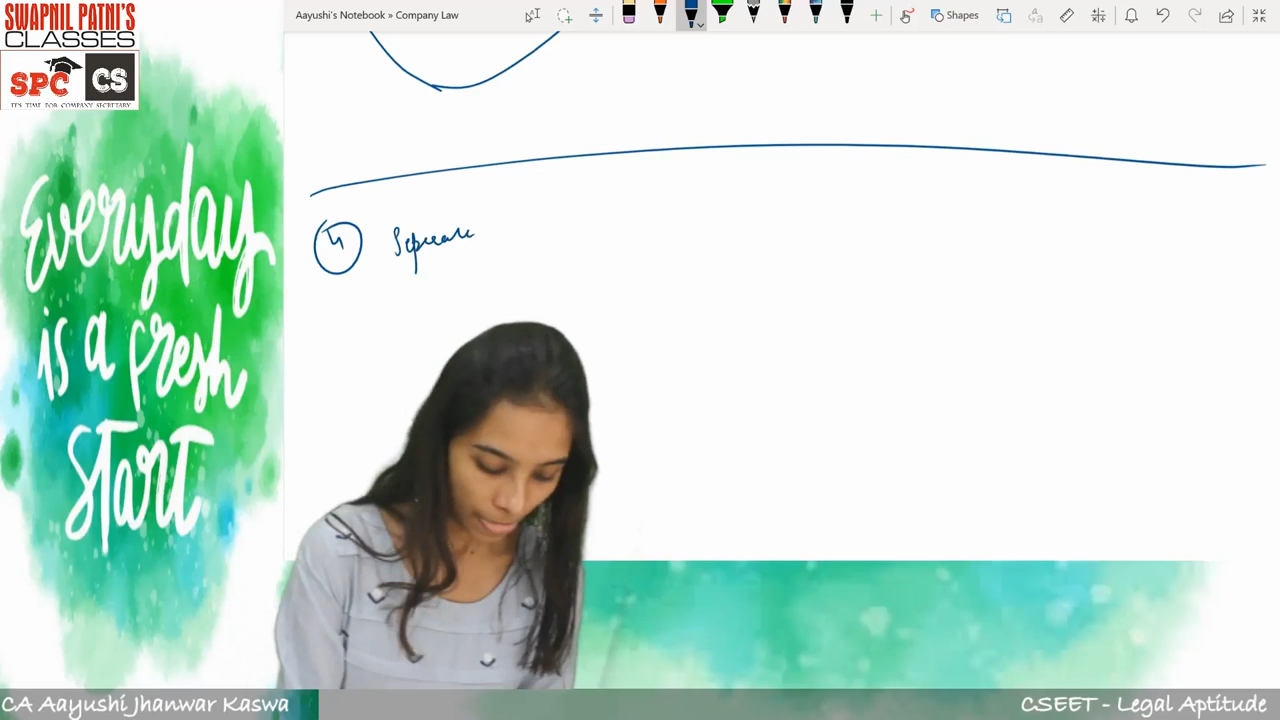 SWAPNIL PATNI'S
CLASSES
SPC CS
IT'S TIME FOR COMPANY SECRETARY
Aayushi's Notebook » Company Law
Shapes
4 Separate
Everyday
is a fresh
start
CA Aayushi Jhanwar Kaswa
CSEET - Legal Aptitude